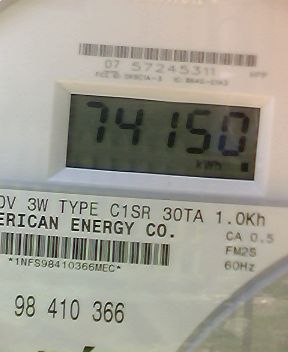 07 57245311
74150
kWh
0V 3W TYPE C1SR 30TA 1.0Kh
ERICAN ENERGY CO.
CA 0.5
FM2S
*1NFS98410366MEC*
60Hz
98 410 366